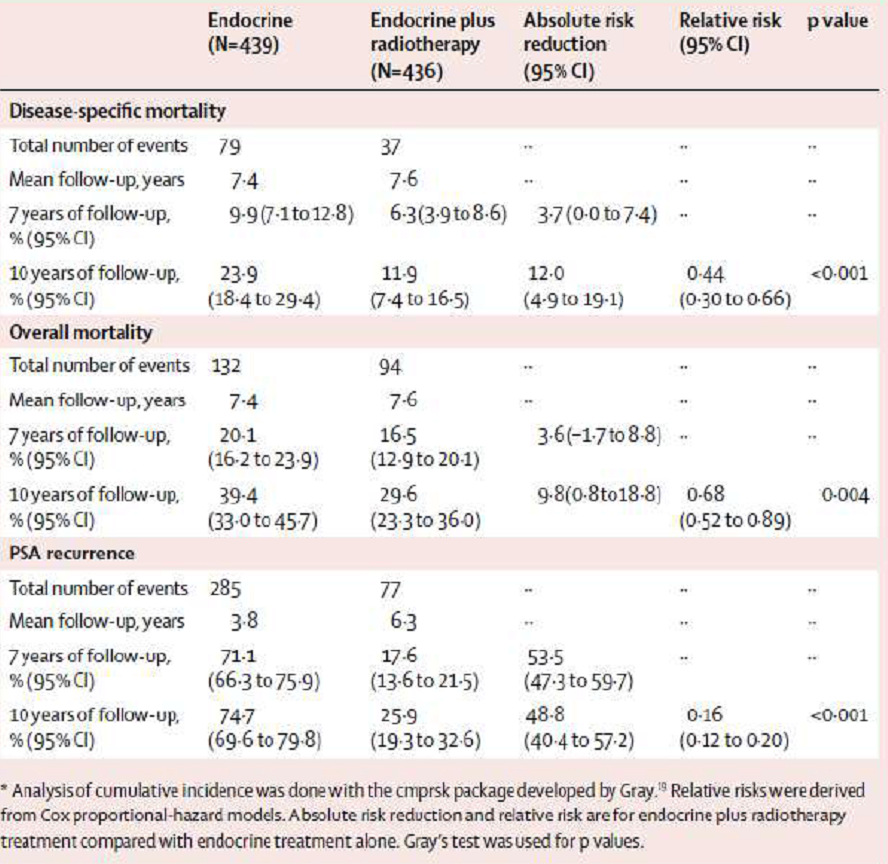 Endocrine (N=439) Endocrine plus radiotherapy (N=436) Absolute risk reduction (95% CI) Relative risk (95% CI) p value
Disease-specific mortality
Total number of events 79 37 ·· ·· ··
Mean follow-up, years 7·4 7·6 ·· ·· ··
7 years of follow-up, % (95% CI) 9·9 (7·1 to 12·8) 6·3 (3·9 to 8·6) 3·7 (0·0 to 7·4) ·· ··
10 years of follow-up, % (95% CI) 23·9 (18·4 to 29·4) 11·9 (7·4 to 16·5) 12·0 (4·9 to 19·1) 0·44 (0·30 to 0·66) <0·001
Overall mortality
Total number of events 132 94 ·· ·· ··
Mean follow-up, years 7·4 7·6 ·· ·· ··
7 years of follow-up, % (95% CI) 20·1 (16·2 to 23·9) 16·5 (12·9 to 20·1) 3·6 (−1·7 to 8·8) ·· ··
10 years of follow-up, % (95% CI) 39·4 (33·0 to 45·7) 29·6 (23·3 to 36·0) 9·8 (0·8 to 18·8) 0·68 (0·52 to 0·89) 0·004
PSA recurrence
Total number of events 285 77 ·· ·· ··
Mean follow-up, years 3·8 6·3 ·· ·· ··
7 years of follow-up, % (95% CI) 71·1 (66·3 to 75·9) 17·6 (13·6 to 21·5) 53·5 (47·3 to 59·7) ·· ··
10 years of follow-up, % (95% CI) 74·7 (69·6 to 79·8) 25·9 (19·3 to 32·6) 48·8 (40·4 to 57·2) 0·16 (0·12 to 0·20) <0·001
* Analysis of cumulative incidence was done with the cmprsk package developed by Gray.¹⁹ Relative risks were derived
from Cox proportional-hazard models. Absolute risk reduction and relative risk are for endocrine plus radiotherapy
treatment compared with endocrine treatment alone. Gray's test was used for p values.